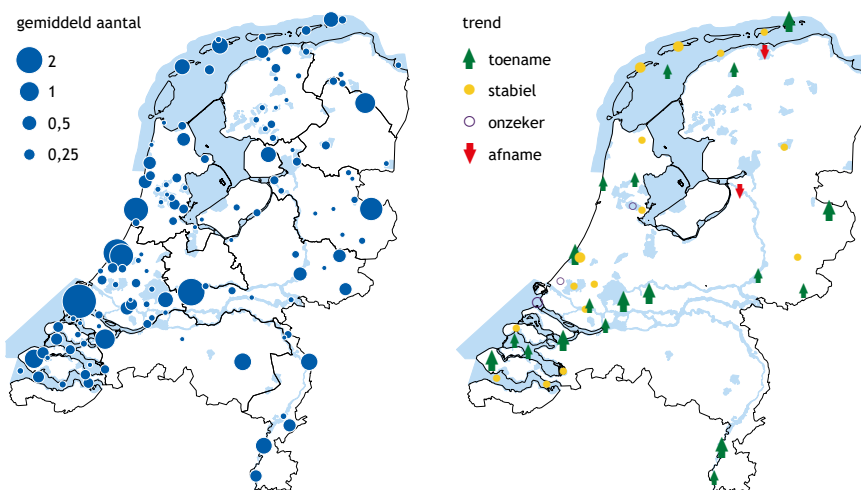 gemiddeld aantal
2
1
0,5
0,25
trend
toename
stabiel
onzeker
afname